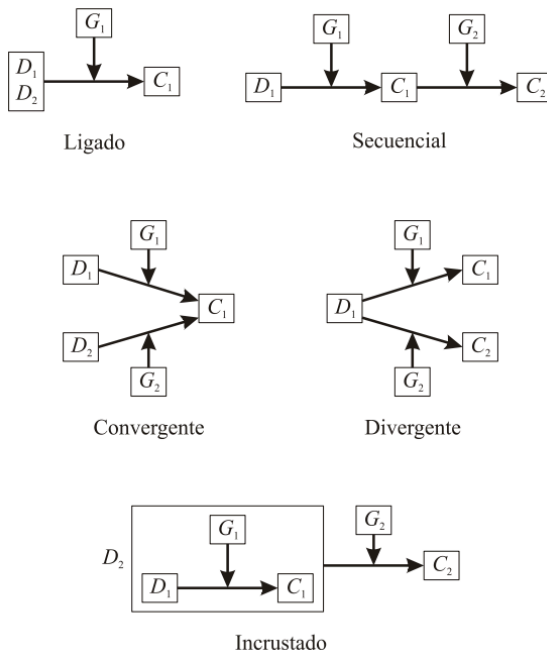 G₁
D₁ C₁
D₂
Ligado
G₁ G₂
D₁ C₁ C₂
Secuencial
G₁
D₁
C₁
D₂
G₂
Convergente
G₁
C₁
D₁
C₂
G₂
Divergente
G₁ G₂
D₂
D₁ C₁ C₂
Incrustado